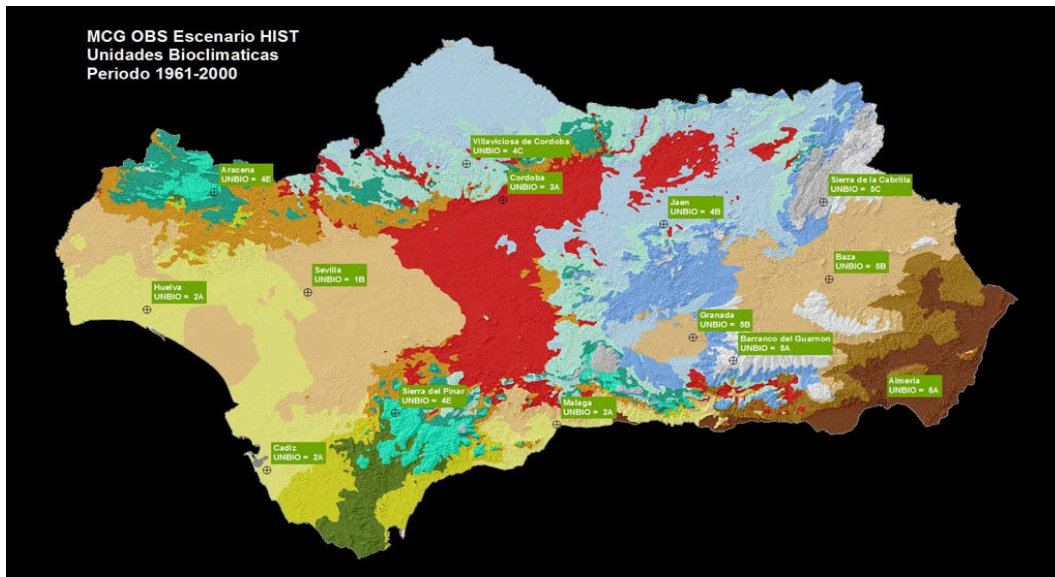 MCG OBS Escenario HIST
Unidades Bioclimaticas
Periodo 1961-2000
Villaviciosa de Cordoba
UNBIO = 4C
Aracena
UNBIO = 4E
Cordoba
UNBIO = 3A
Sierra de la Cabrilla
UNBIO = 5C
Jaen
UNBIO = 4B
Baza
UNBIO = 5B
Sevilla
UNBIO = 1B
Huelva
UNBIO = 2A
Granada
UNBIO = 5B
Barranco del Guarnon
UNBIO = 5A
Almeria
UNBIO = 6A
Sierra del Pinar
UNBIO = 4E
Malaga
UNBIO = 2A
Cadiz
UNBIO = 2A